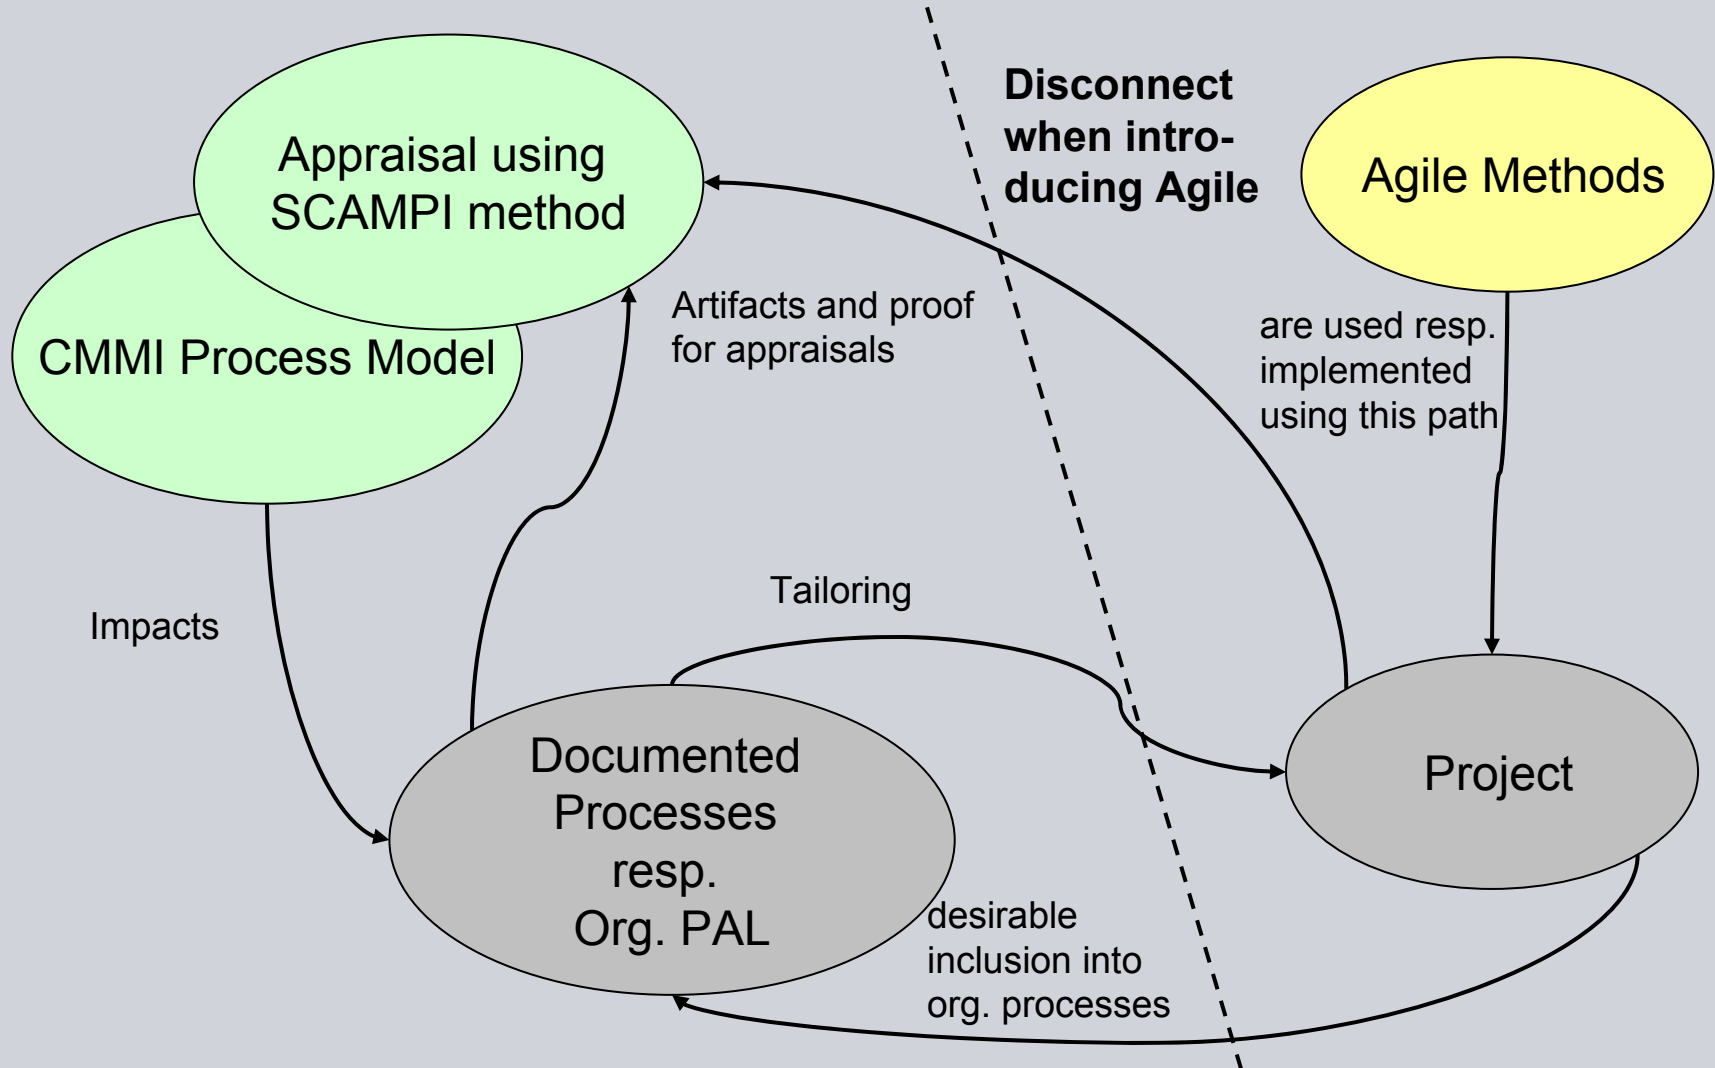 Disconnect
when intro-
ducing Agile
Appraisal using
SCAMPI method
Agile Methods
CMMI Process Model
Artifacts and proof
for appraisals
are used resp.
implemented
using this path
Impacts
Tailoring
Documented
Processes
resp.
Org. PAL
Project
desirable
inclusion into
org. processes